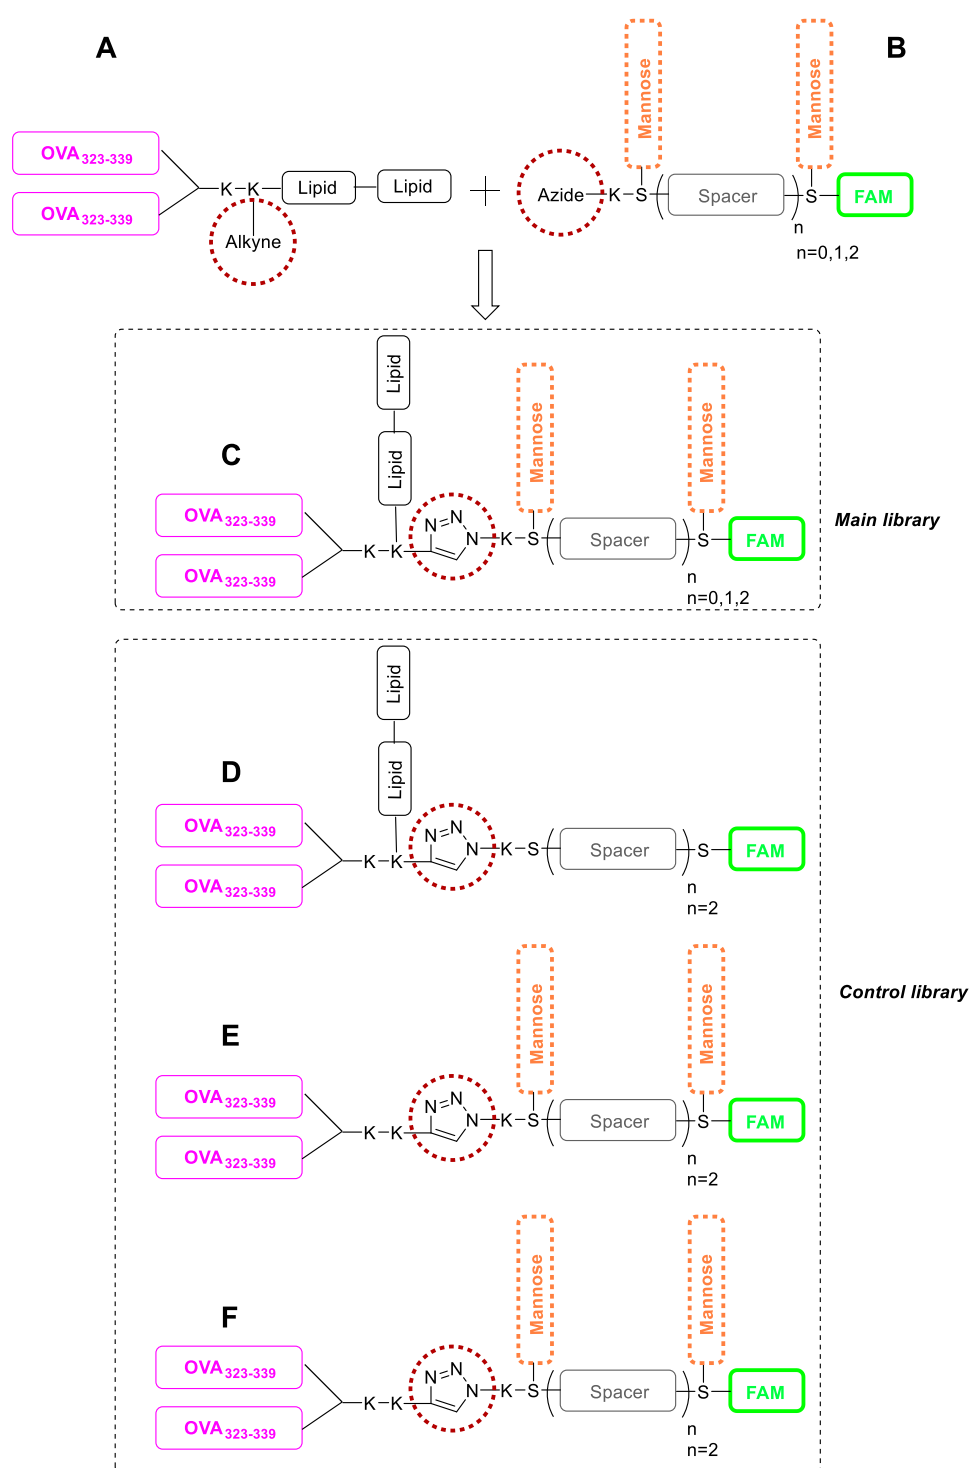 A
B
Mannose
Mannose
OVA323-339
OVA323-339
K K Lipid Lipid
Alkyne
Azide K S ( Spacer )n S FAM
n=0,1,2
C
Lipid
Lipid
Mannose
Mannose
OVA323-339
OVA323-339
K K N=N N K S ( Spacer )n S FAM
n=0,1,2
Main library
D
Lipid
Lipid
OVA323-339
OVA323-339
K K N=N N K S ( Spacer )n S FAM
n=2
Control library
E
Mannose
Mannose
OVA323-339
OVA323-339
K K N=N N K S ( Spacer )n S FAM
n=2
F
Mannose
Mannose
OVA323-339
OVA323-339
K K N=N N K S ( Spacer )n S FAM
n=2